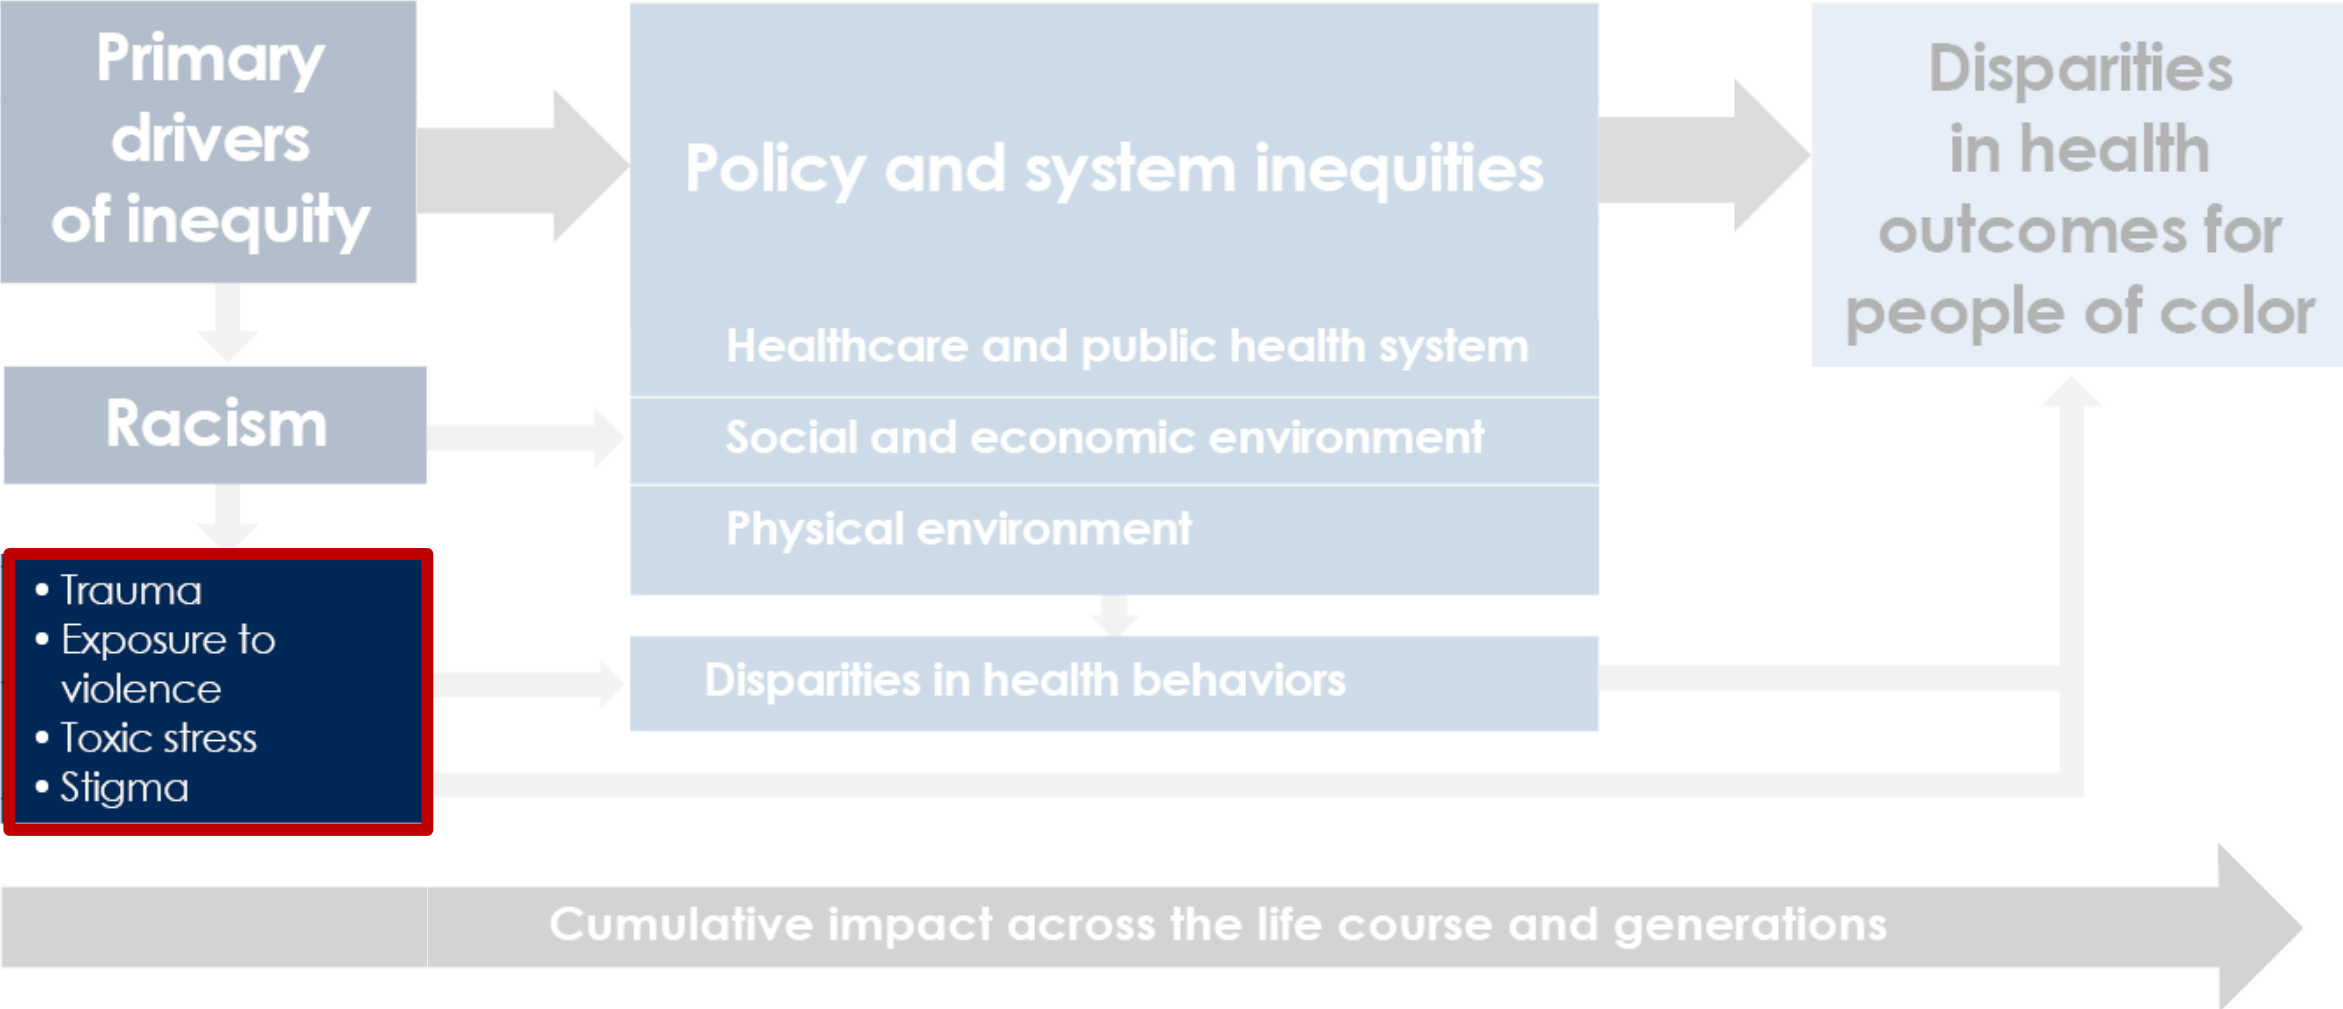 Primary
drivers
of inequity
Policy and system inequities
Disparities
in health
outcomes for
people of color
Healthcare and public health system
Racism
Social and economic environment
Physical environment
• Trauma
• Exposure to
violence
• Toxic stress
• Stigma
Disparities in health behaviors
Cumulative impact across the life course and generations